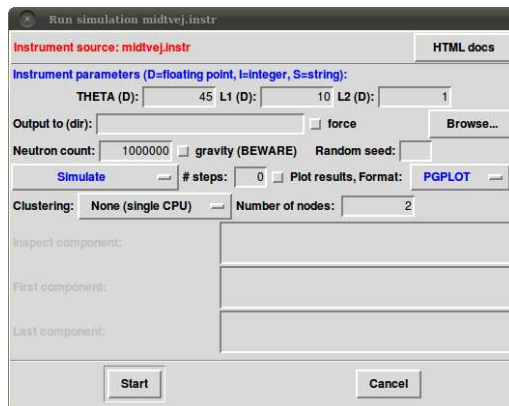 Run simulation midtvej.instr
Instrument source: midtvej.instr HTML docs
Instrument parameters (D=floating point, I=integer, S=string):
THETA (D): 45 L1 (D): 10 L2 (D): 1
Output to (dir): force Browse...
Neutron count: 1000000 gravity (BEWARE) Random seed:
Simulate # steps: 0 Plot results, Format: PGPLOT
Clustering: None (single CPU) Number of nodes: 2
Inspect component:
First component:
Last component:
Start Cancel